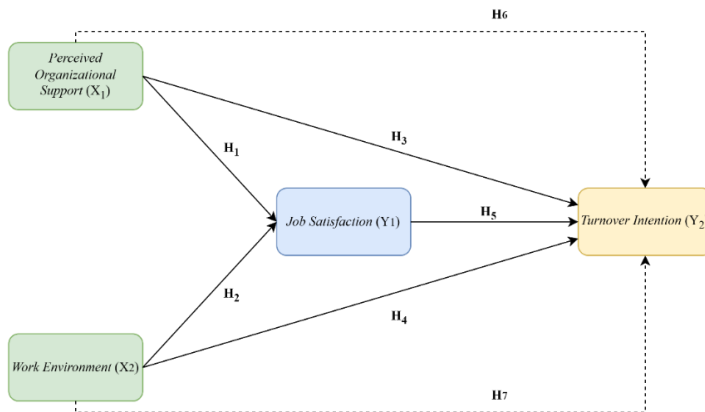 H6
Perceived
Organizational
Support (X1)
H3
H1
Job Satisfaction (Y1)
H5
Turnover Intention (Y2
H2
H4
Work Environment (X2)
H7